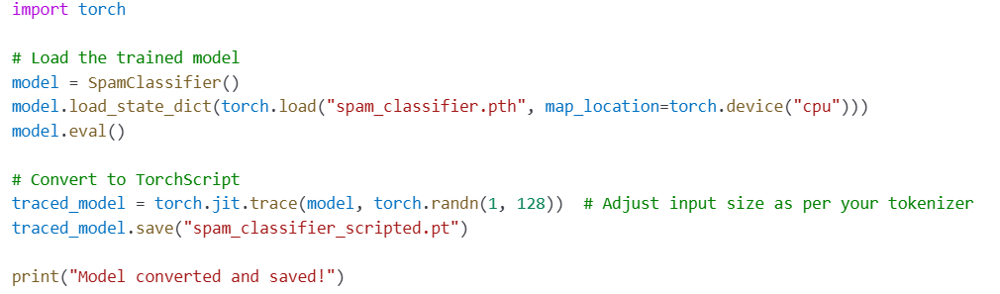 import torch
# Load the trained model
model = SpamClassifier()
model.load_state_dict(torch.load("spam_classifier.pth", map_location=torch.device("cpu")))
model.eval()
# Convert to TorchScript
traced_model = torch.jit.trace(model, torch.randn(1, 128))  # Adjust input size as per your tokenizer
traced_model.save("spam_classifier_scripted.pt")
print("Model converted and saved!")